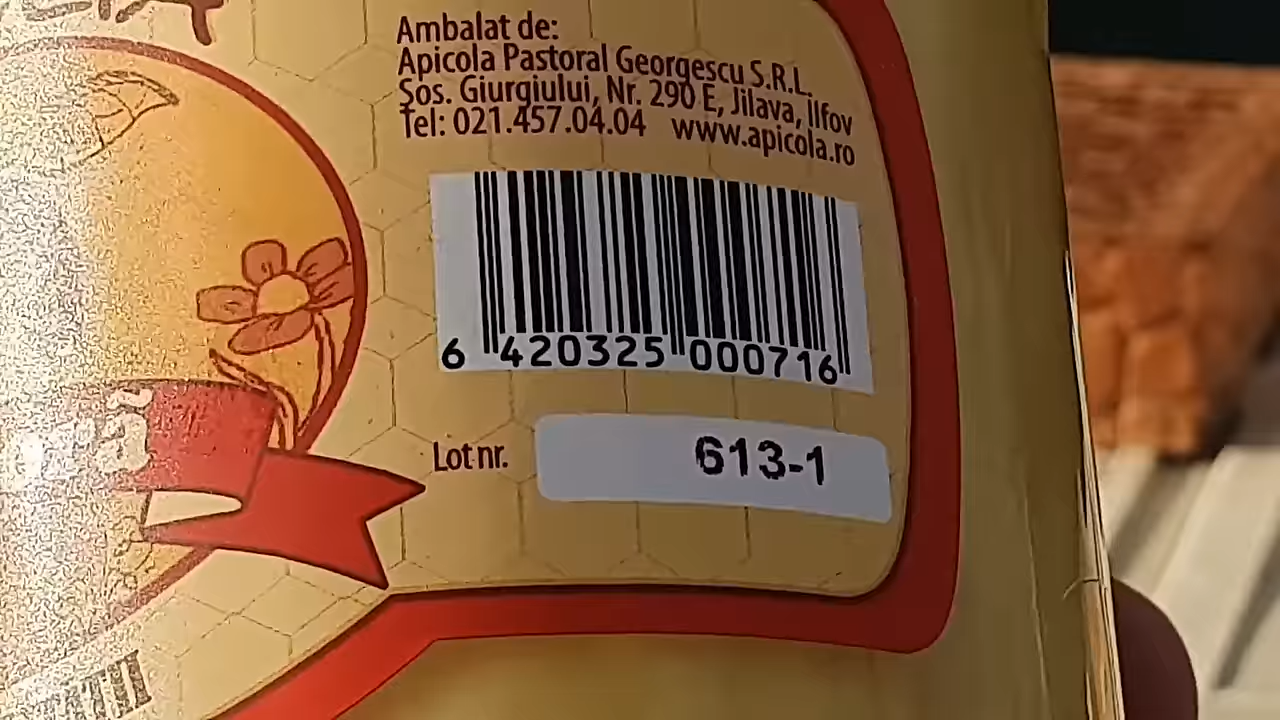 Ambalat de:
Apicola Pastoral Georgescu S.R.L.
Şos. Giurgiului, Nr. 290 E, Jilava, Ilfov
Tel: 021.457.04.04 www.apicola.ro
6 420325 000716
Lot nr. 613-1